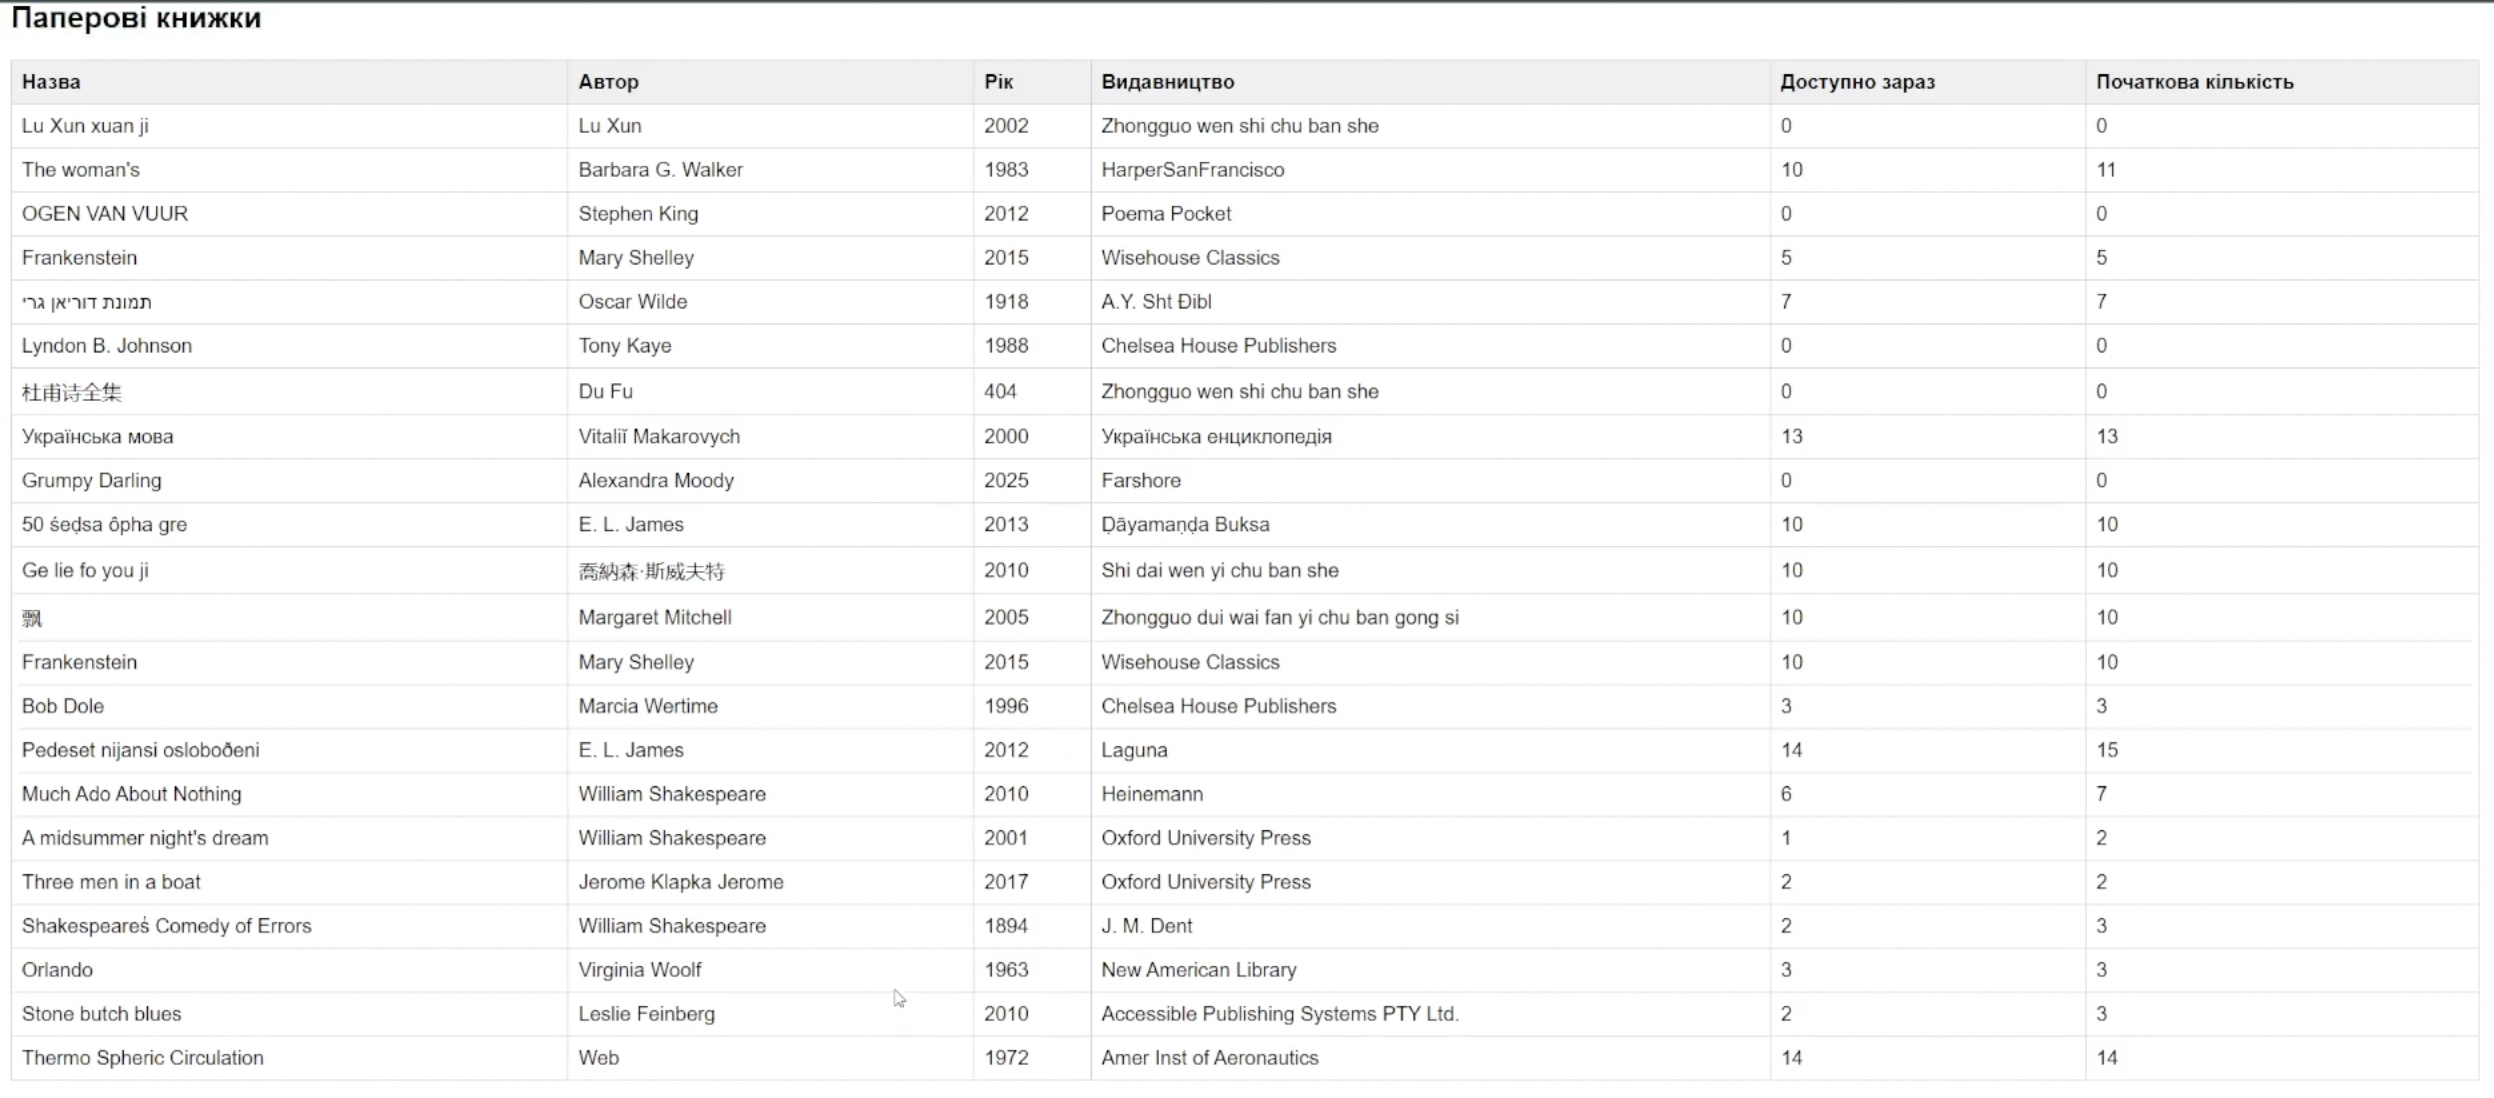 Паперові книжки
Назва Автор Рік Видавництво Доступно зараз Початкова кількість
Lu Xun xuan ji Lu Xun 2002 Zhongguo wen shi chu ban she 0 0
The woman's Barbara G. Walker 1983 HarperSanFrancisco 10 11
OGEN VAN VUUR Stephen King 2012 Poema Pocket 0 0
Frankenstein Mary Shelley 2015 Wisehouse Classics 5 5
תמונת דוריאן גרי Oscar Wilde 1918 A.Y. Sht Ðibl 7 7
Lyndon B. Johnson Tony Kaye 1988 Chelsea House Publishers 0 0
杜甫诗全集 Du Fu 404 Zhongguo wen shi chu ban she 0 0
Українська мова Vitaliĭ Makarovych 2000 Українська енциклопедія 13 13
Grumpy Darling Alexandra Moody 2025 Farshore 0 0
50 śeḍsa ôpha gre E. L. James 2013 Ḍāyamaṇḍa Buksa 10 10
Ge lie fo you ji 喬納森·斯威夫特 2010 Shi dai wen yi chu ban she 10 10
飘 Margaret Mitchell 2005 Zhongguo dui wai fan yi chu ban gong si 10 10
Frankenstein Mary Shelley 2015 Wisehouse Classics 10 10
Bob Dole Marcia Wertime 1996 Chelsea House Publishers 3 3
Pedeset nijansi osloboðeni E. L. James 2012 Laguna 14 15
Much Ado About Nothing William Shakespeare 2010 Heinemann 6 7
A midsummer night's dream William Shakespeare 2001 Oxford University Press 1 2
Three men in a boat Jerome Klapka Jerome 2017 Oxford University Press 2 2
Shakespeareš́ Comedy of Errors William Shakespeare 1894 J. M. Dent 2 3
Orlando Virginia Woolf 1963 New American Library 3 3
Stone butch blues Leslie Feinberg 2010 Accessible Publishing Systems PTY Ltd. 2 3
Thermo Spheric Circulation Web 1972 Amer Inst of Aeronautics 14 14